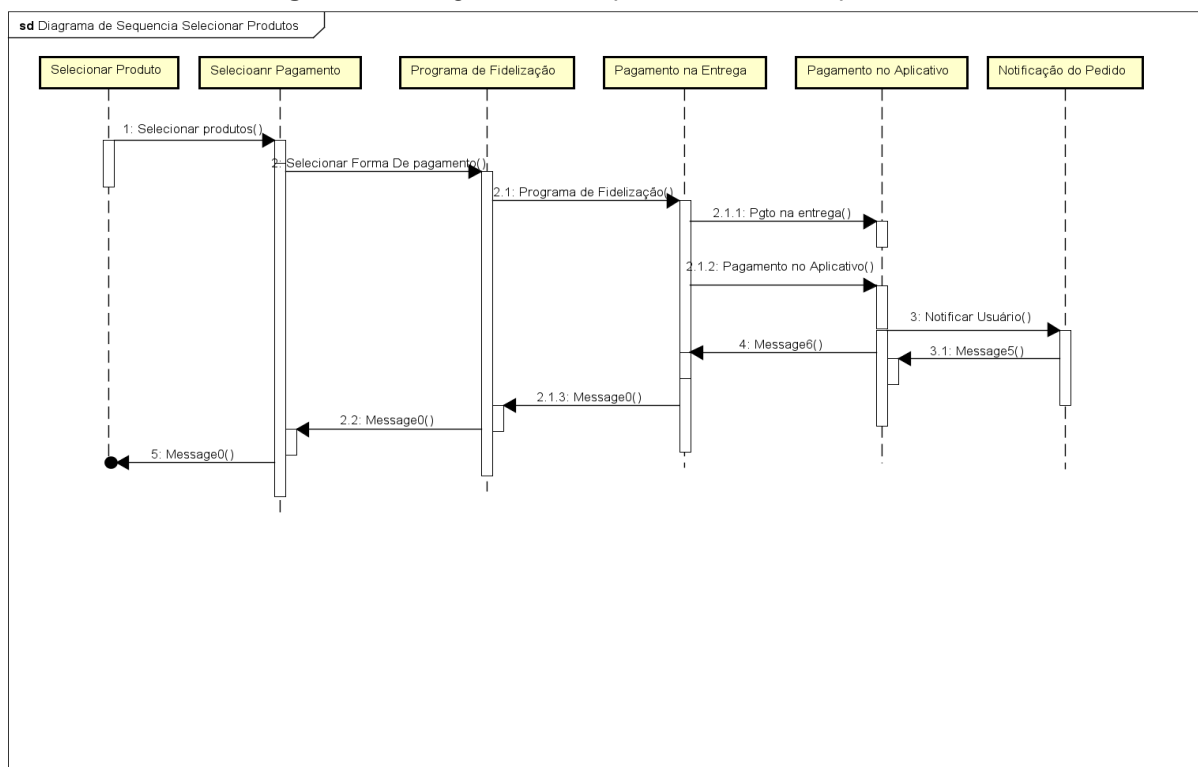 sd Diagrama de Sequencia Selecionar Produtos
Selecionar Produto
Selecioanr Pagamento
Programa de Fidelização
Pagamento na Entrega
Pagamento no Aplicativo
Notificação do Pedido
1: Selecionar produtos()
2: Selecionar Forma De pagamento()
2.1: Programa de Fidelização()
2.1.1: Pgto na entrega()
2.1.2: Pagamento no Aplicativo()
3: Notificar Usuário()
4: Message6()
3.1: Message5()
2.1.3: Message0()
2.2: Message0()
5: Message0()